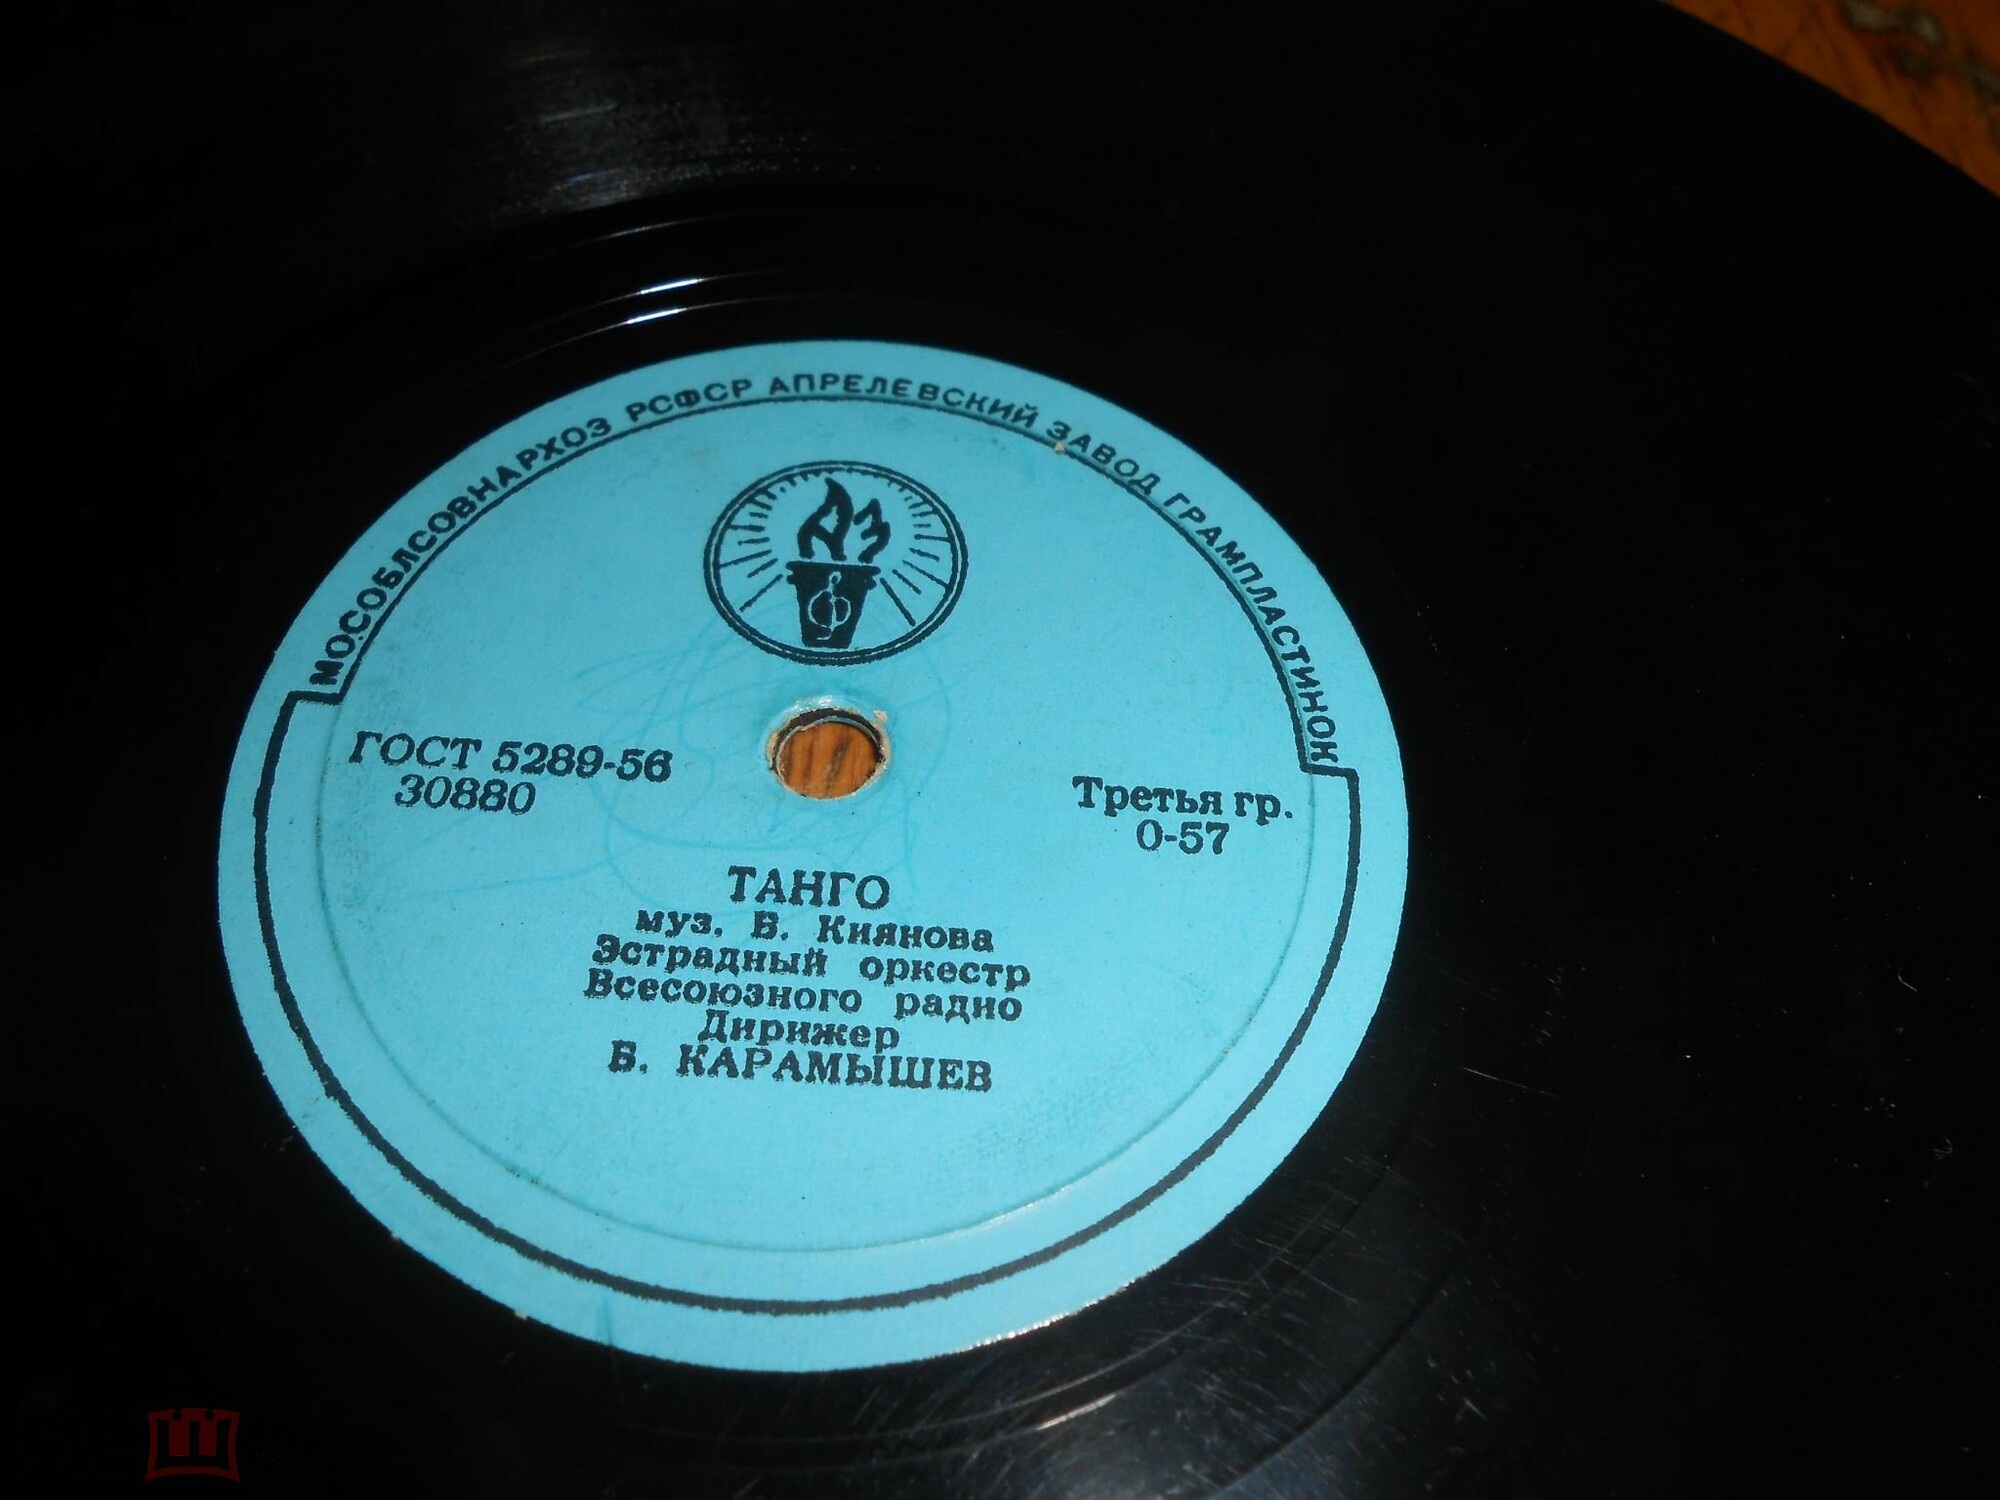 МОСОБЛСОВНАРХОЗ РСФСР АПРЕЛЕВСКИЙ ЗАВОД ГРАМПЛАСТИНОК
АЗ
ГОСТ 5289-56
30880
Третья гр.
0-57
ТАНГО
муз. Б. Киянова
Эстрадный оркестр
Всесоюзного радио
Дирижер
Б. КАРАМЫШЕВ